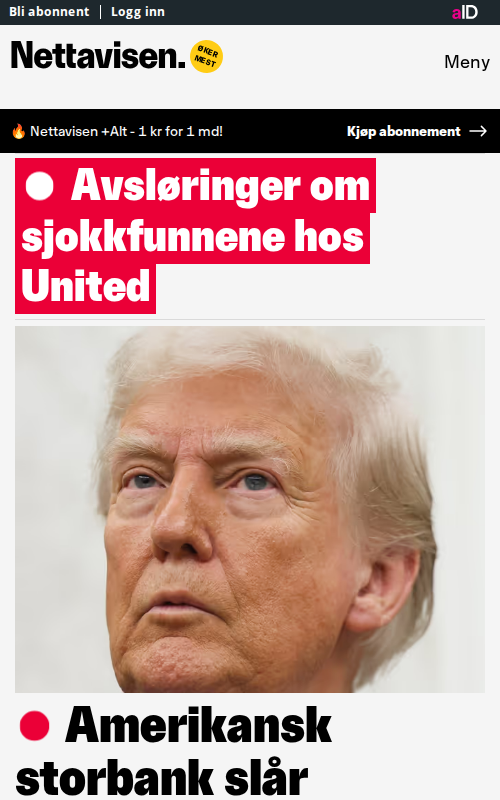 Bli abonnent | Logg inn
aID
Nettavisen.
ØKER
MEST
Meny
🔥 Nettavisen +Alt - 1 kr for 1 md!
Kjøp abonnement →
Avsløringer om
sjokkfunnene hos
United
Amerikansk
storbank slår